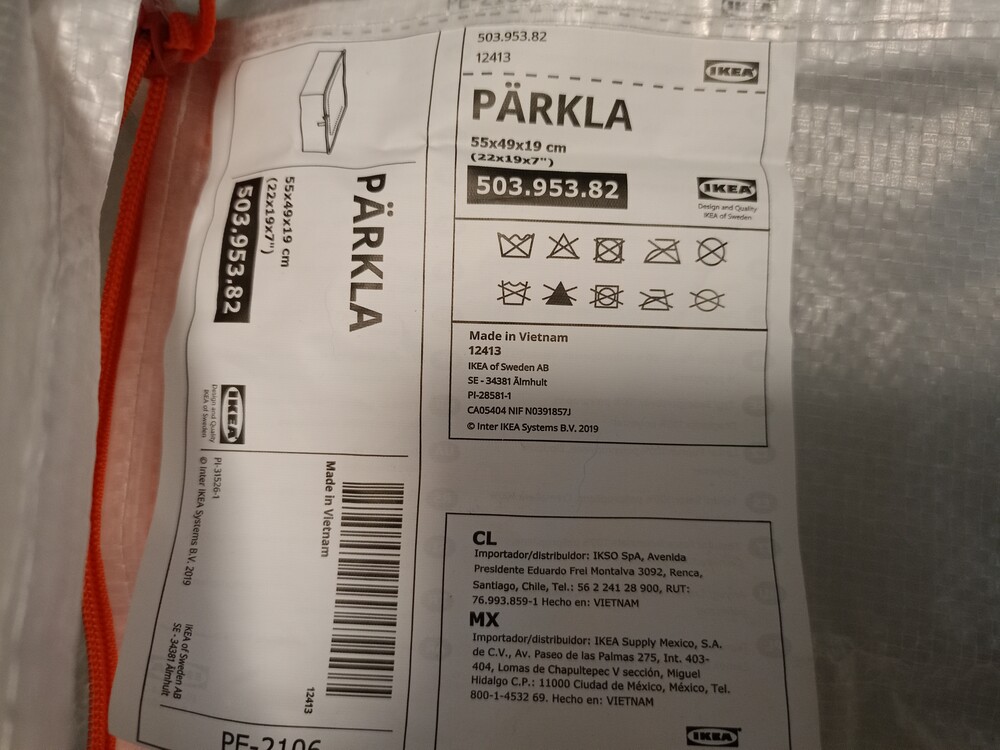 PÄRKLA
55x49x19 cm
(22x19x7")
503.953.82
IKEA
Design and Quality
IKEA of Sweden
Made in Vietnam
12413
PI-31526-1
© Inter IKEA Systems B.V. 2019
IKEA of Sweden AB
SE - 34381 Älmhult
PE-2106
503.953.82
12413
IKEA
PÄRKLA
55x49x19 cm
(22x19x7")
503.953.82
IKEA
Design and Quality
IKEA of Sweden
Made in Vietnam
12413
IKEA of Sweden AB
SE - 34381 Älmhult
PI-28581-1
CA05404 NIF N0391857J
© Inter IKEA Systems B.V. 2019
CL
Importador/distribuidor: IKSO SpA, Avenida
Presidente Eduardo Frei Montalva 3092, Renca,
Santiago, Chile, Tel.: 56 2 241 28 900, RUT:
76.993.859-1 Hecho en: VIETNAM
MX
Importador/distribuidor: IKEA Supply Mexico, S.A.
de C.V., Av. Paseo de las Palmas 275, Int. 403-
404, Lomas de Chapultepec V sección, Miguel
Hidalgo C.P.: 11000 Ciudad de México, México, Tel.
800-1-4532 69. Hecho en: VIETNAM
IKEA